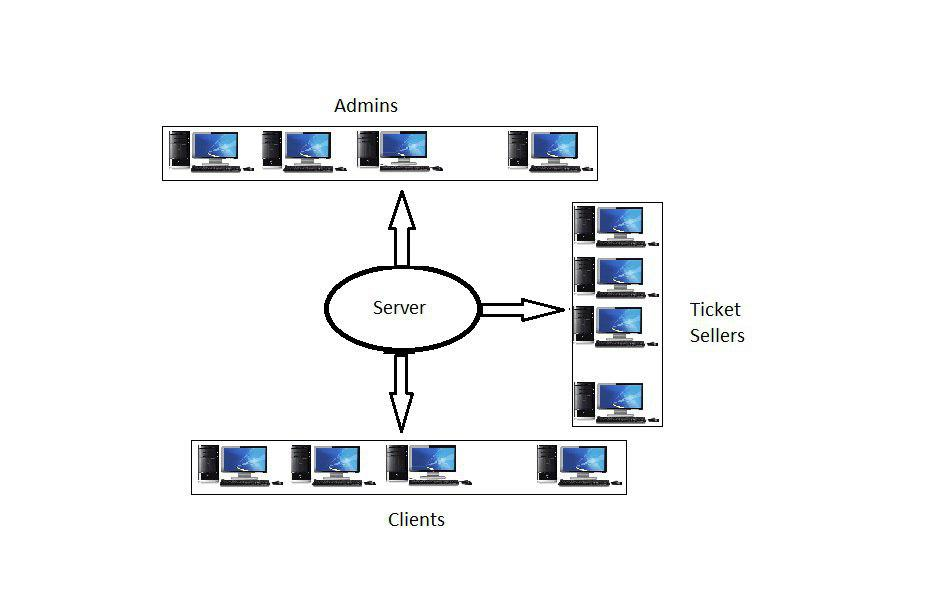 Admins
Server
Ticket
Sellers
Clients